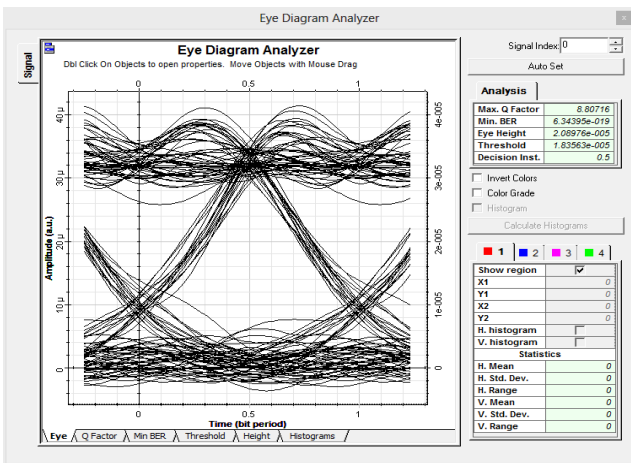 Eye Diagram Analyzer
x
Signal
Eye Diagram Analyzer
Dbl Click On Objects to open properties. Move Objects with Mouse Drag
0 0.5 1
40 µ
30 µ
20 µ
10 µ
0
Amplitude (a.u.)
4e-005
3e-005
2e-005
1e-005
0
0 0.5 1
Time (bit period)
Eye Q Factor Min BER Threshold Height Histograms
Signal Index: 0
Auto Set
Analysis
Max. Q Factor 8.80716
Min. BER 6.34395e-019
Eye Height 2.08976e-005
Threshold 1.83563e-005
Decision Inst. 0.5
Invert Colors
Color Grade
Histogram
Calculate Histograms
1 2 3 4
Show region
X1 0
Y1 0
X2 0
Y2 0
H. histogram
V. histogram
Statistics
H. Mean 0
H. Std. Dev. 0
H. Range 0
V. Mean 0
V. Std. Dev. 0
V. Range 0